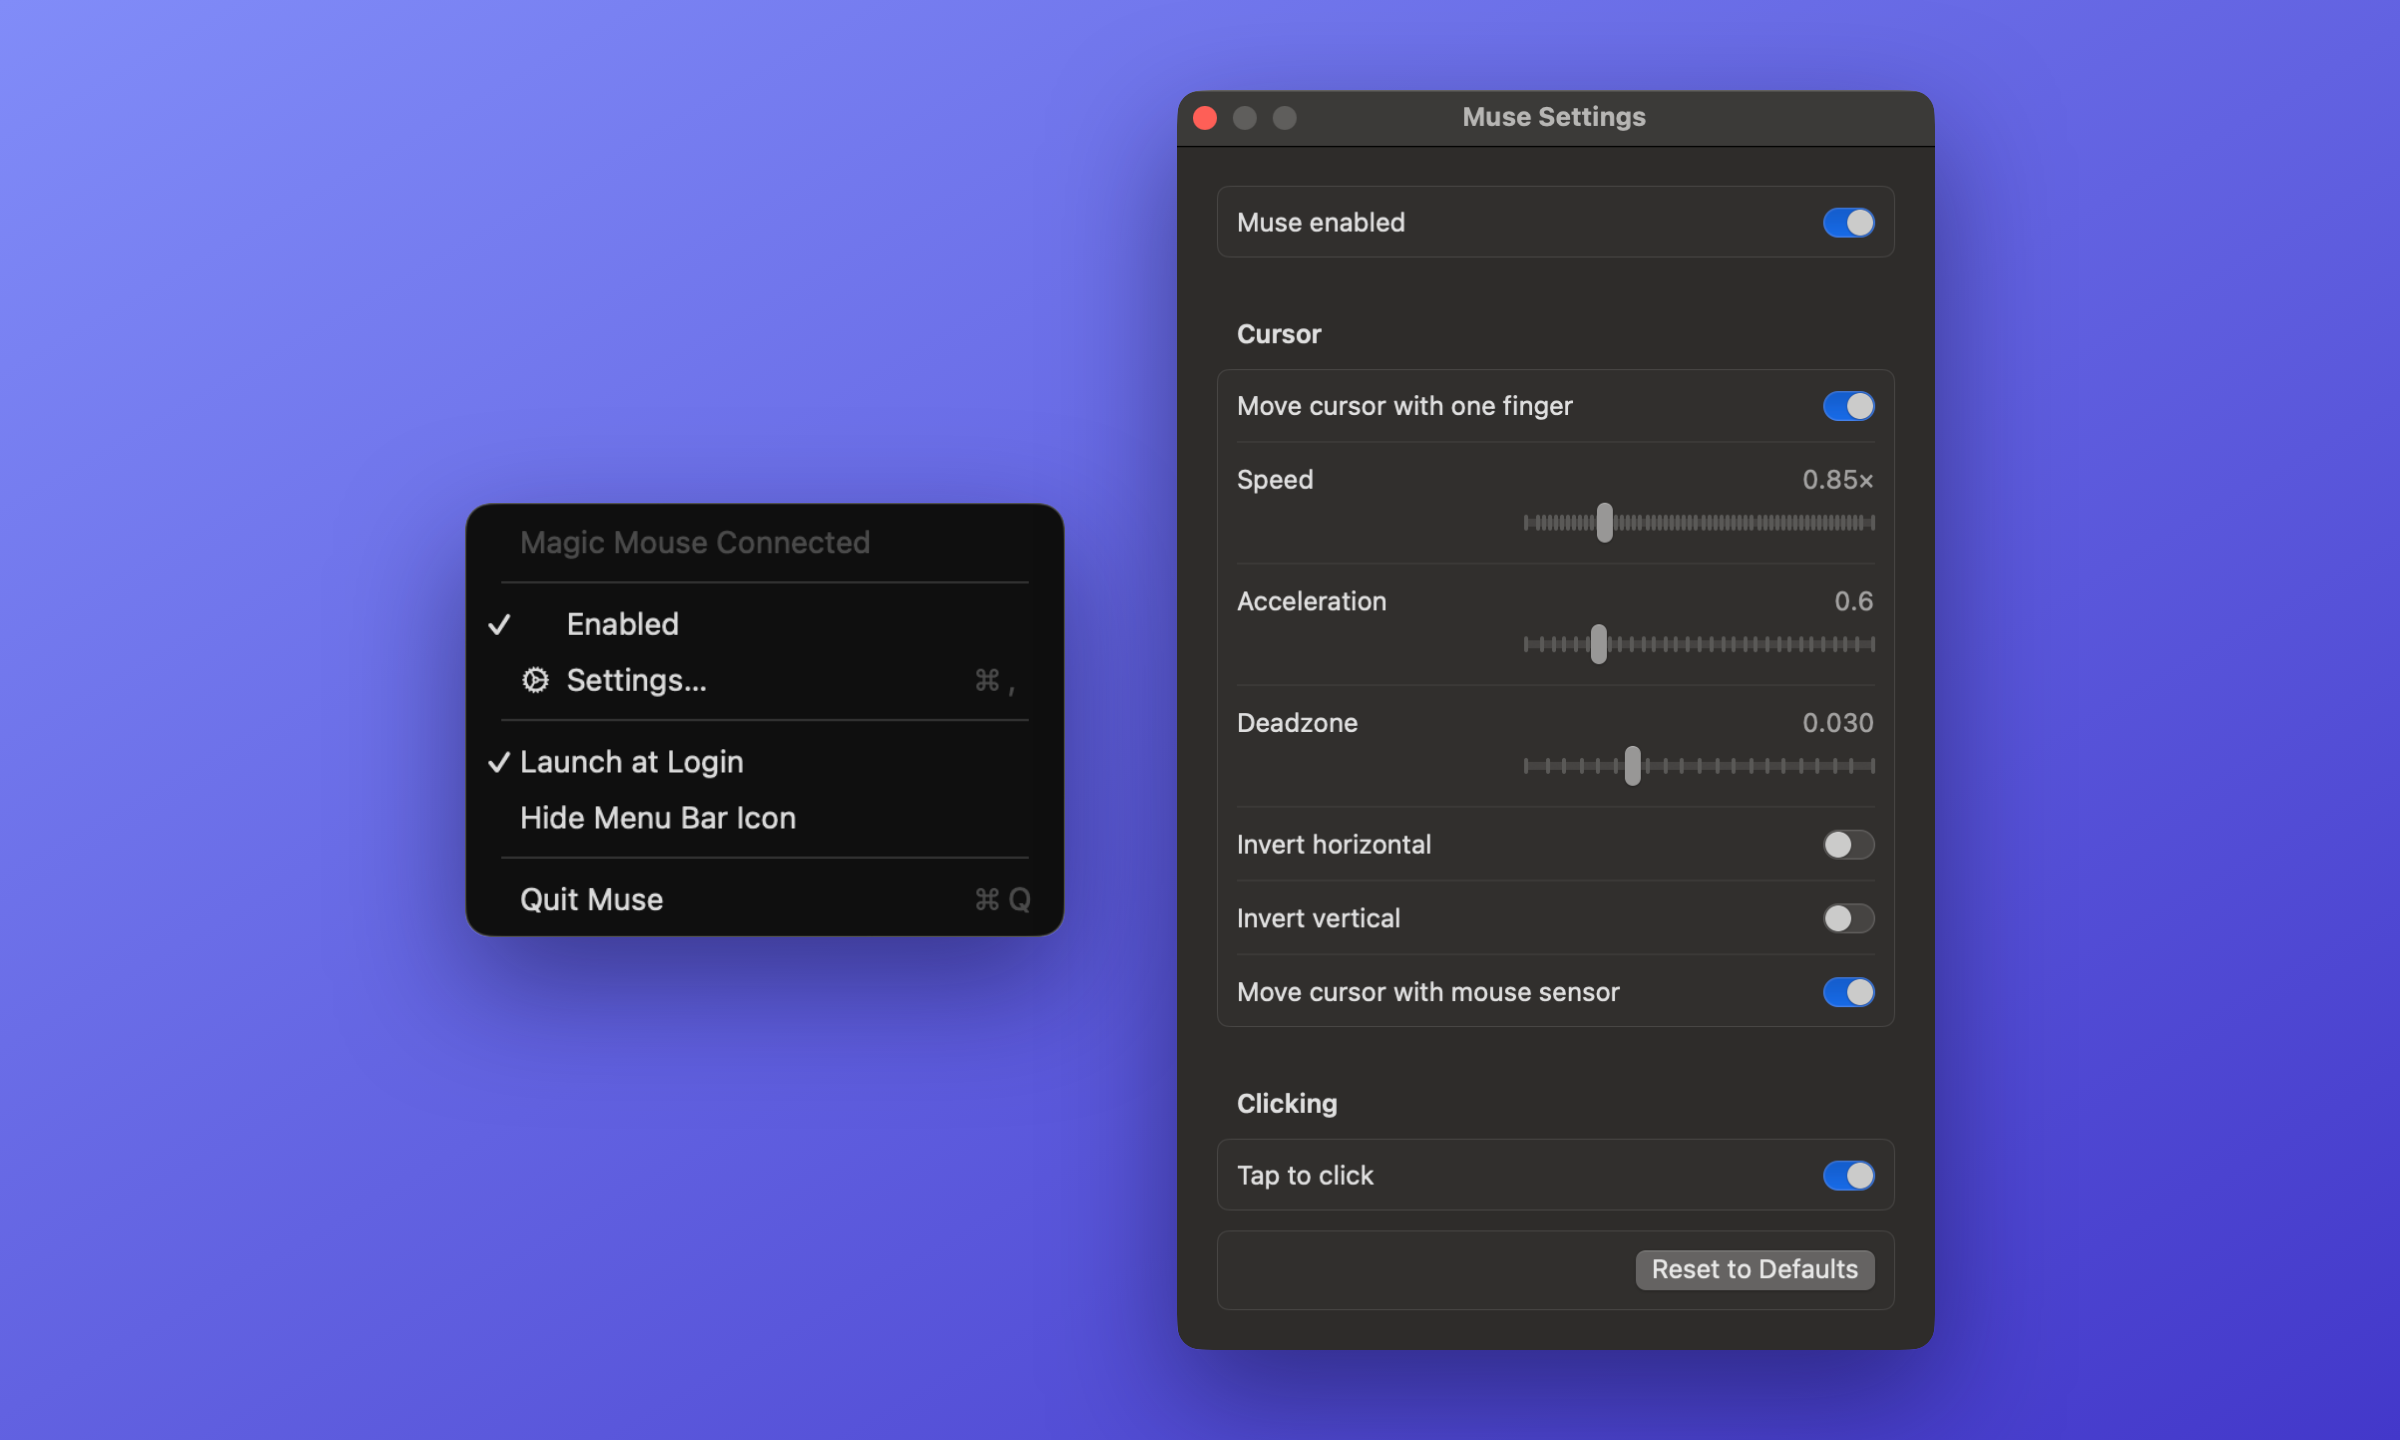 Magic Mouse Connected
Enabled
Settings... ⌘ ,
Launch at Login
Hide Menu Bar Icon
Quit Muse ⌘ Q
Muse Settings
Muse enabled
Cursor
Move cursor with one finger
Speed 0.85×
Acceleration 0.6
Deadzone 0.030
Invert horizontal
Invert vertical
Move cursor with mouse sensor
Clicking
Tap to click
Reset to Defaults